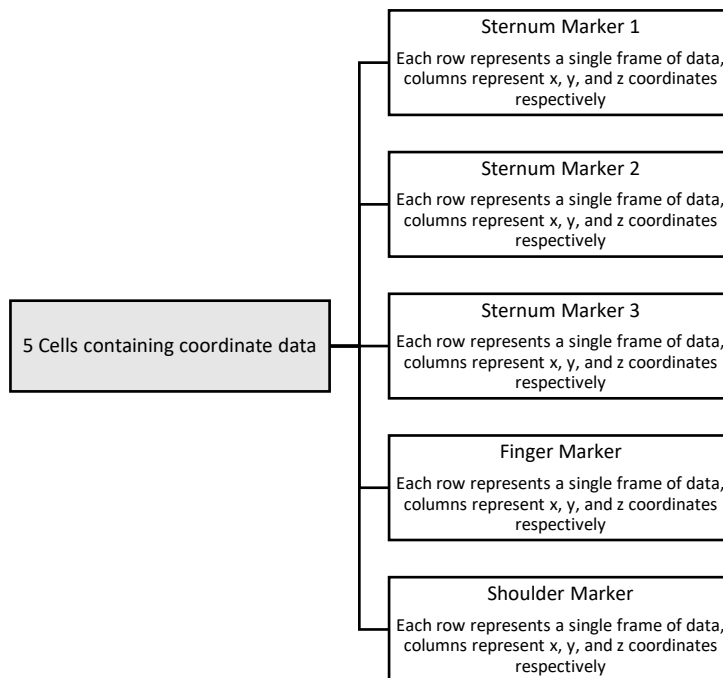 Sternum Marker 1
Each row represents a single frame of data,
columns represent x, y, and z coordinates
respectively
Sternum Marker 2
Each row represents a single frame of data,
columns represent x, y, and z coordinates
respectively
5 Cells containing coordinate data
Sternum Marker 3
Each row represents a single frame of data,
columns represent x, y, and z coordinates
respectively
Finger Marker
Each row represents a single frame of data,
columns represent x, y, and z coordinates
respectively
Shoulder Marker
Each row represents a single frame of data,
columns represent x, y, and z coordinates
respectively